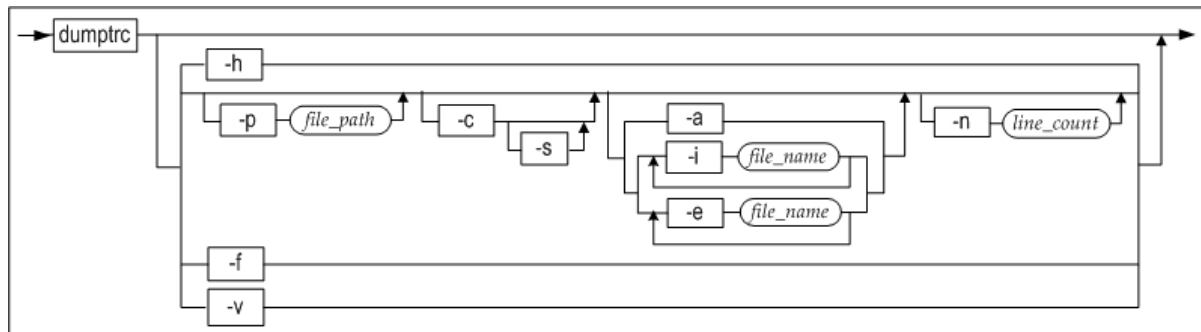 dumptrc
-h
-p file_path -c -s -a -n line_count
-i file_name
-e file_name
-f
-v